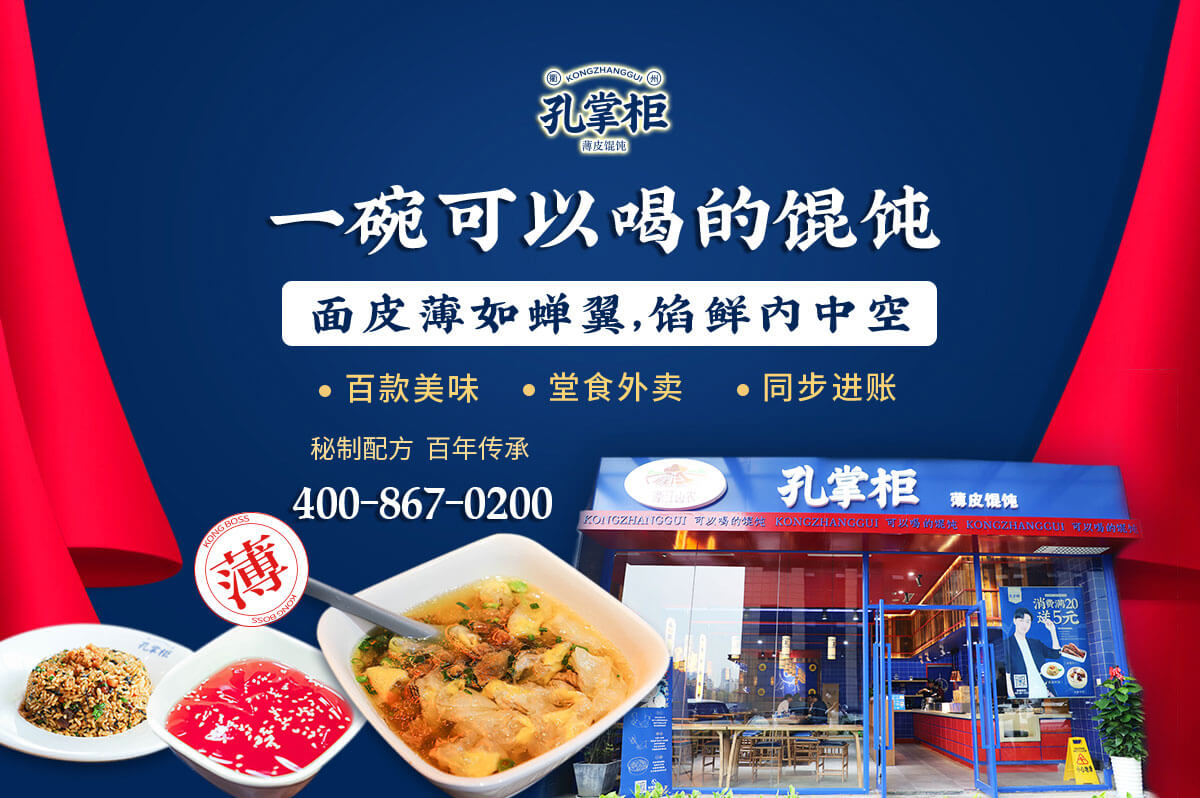 衢 KONGZHANGGUI 州
孔掌柜
薄皮馄饨
一碗可以喝的馄饨
面皮薄如蝉翼,馅鲜内中空
• 百款美味 • 堂食外卖 • 同步进账
秘制配方 百年传承
400-867-0200
KONG BOSS
薄
KONG BOSS
孔掌柜
孔掌柜 薄皮馄饨
KONGZHANGGUI 可以喝的馄饨 KONGZHANGGUI 可以喝的馄饨 KONGZHANGGUI 可以喝的馄饨
消费满20
送5元
小心地滑